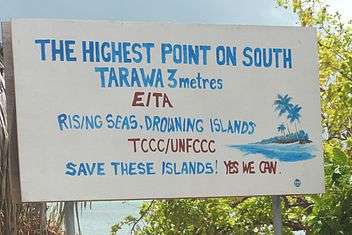 THE HIGHEST POINT ON SOUTH
TARAWA 3metres
EITA
RISING SEAS, DROWNING ISLANDS
TCCC/UNFCCC
SAVE THESE ISLANDS! YES WE CAN.